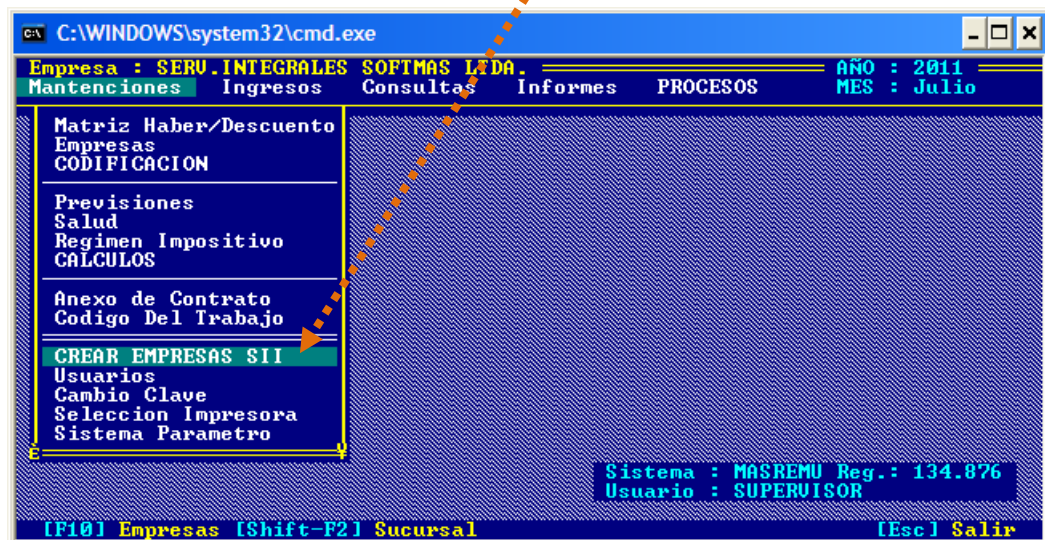 C:\WINDOWS\system32\cmd.exe
Empresa : SERV.INTEGRALES SOFTMAS LTDA. AÑO : 2011
Mantenciones Ingresos Consultas Informes PROCESOS MES : Julio
Matriz Haber/Descuento
Empresas
CODIFICACION
Previsiones
Salud
Regimen Impositivo
CALCULOS
Anexo de Contrato
Codigo Del Trabajo
CREAR EMPRESAS SII
Usuarios
Cambio Clave
Seleccion Impresora
Sistema Parametro
Sistema : MASREMU Reg.: 134.876
Usuario : SUPERVISOR
[F10] Empresas [Shift-F2] Sucursal [Esc] Salir